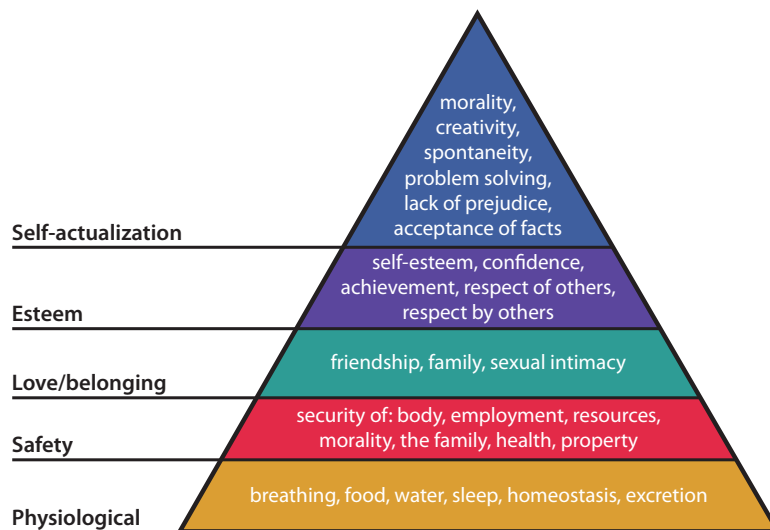 morality,
creativity,
spontaneity,
problem solving,
lack of prejudice,
acceptance of facts
Self-actualization
self-esteem, confidence,
achievement, respect of others,
respect by others
Esteem
friendship, family, sexual intimacy
Love/belonging
security of: body, employment, resources,
morality, the family, health, property
Safety
breathing, food, water, sleep, homeostasis, excretion
Physiological